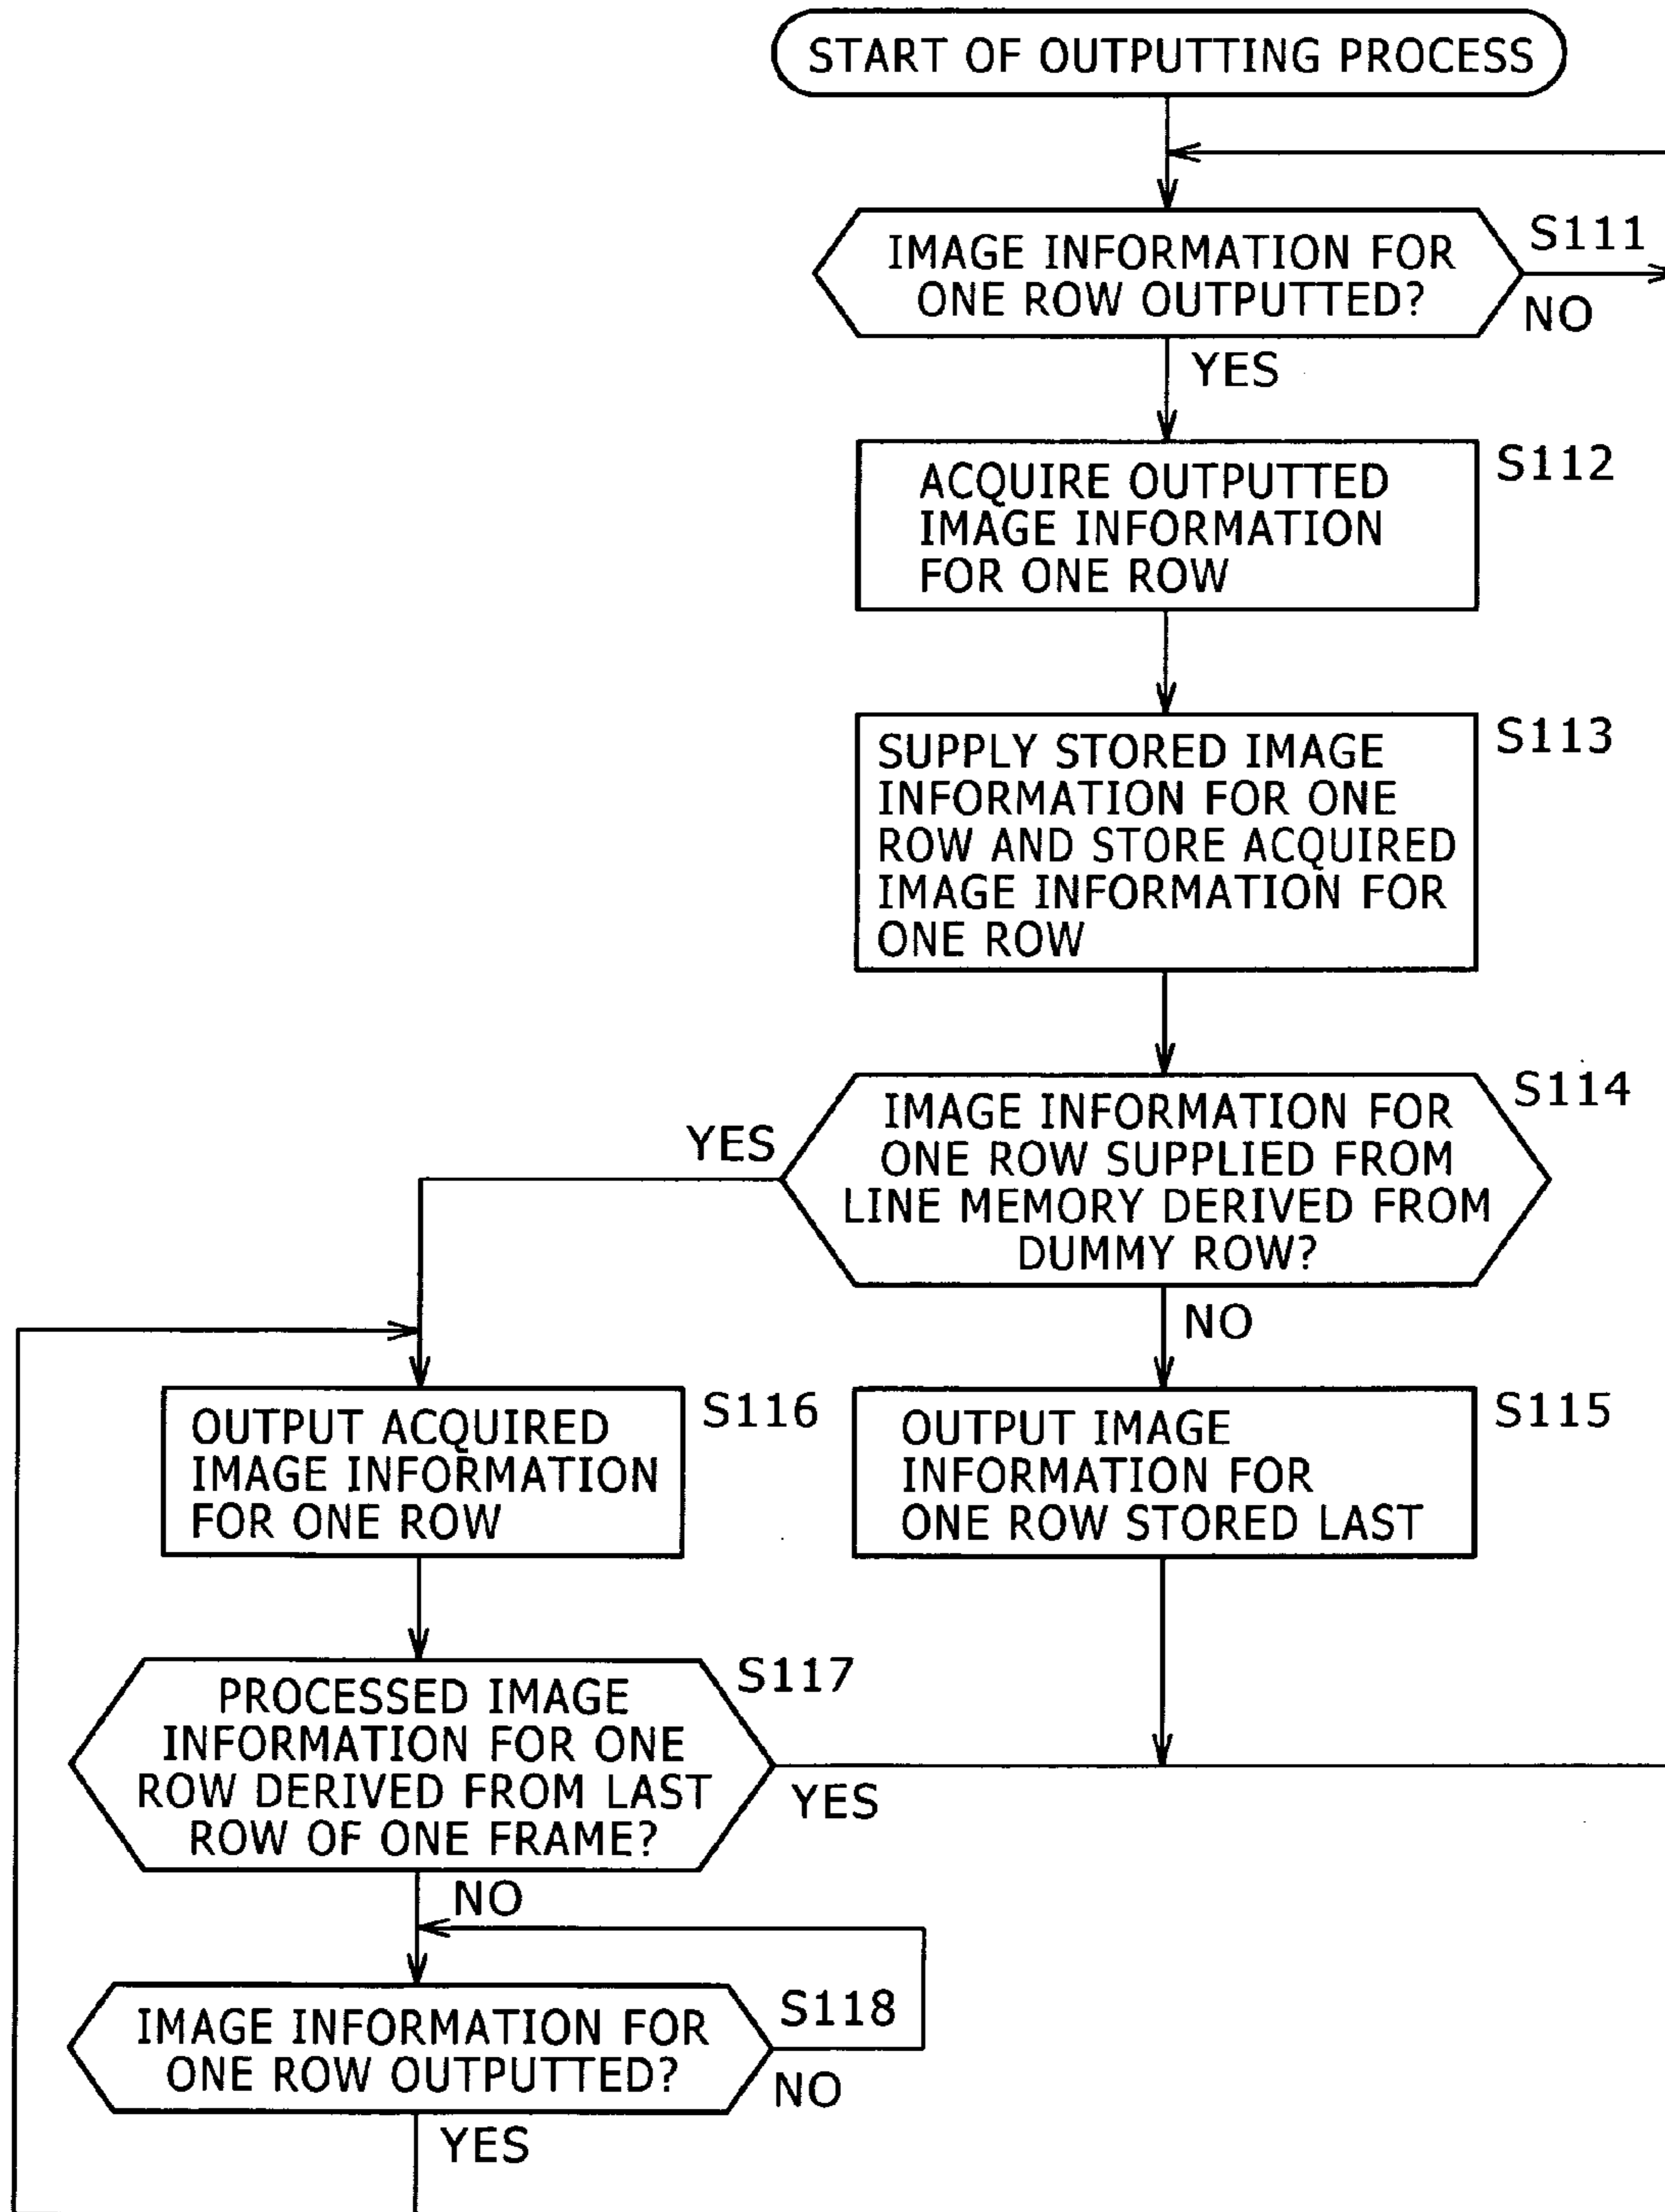 START OF OUTPUTTING PROCESS
IMAGE INFORMATION FOR
ONE ROW OUTPUTTED?
S111
NO
YES
ACQUIRE OUTPUTTED
IMAGE INFORMATION
FOR ONE ROW
S112
SUPPLY STORED IMAGE
INFORMATION FOR ONE
ROW AND STORE ACQUIRED
IMAGE INFORMATION FOR
ONE ROW
S113
IMAGE INFORMATION FOR
ONE ROW SUPPLIED FROM
LINE MEMORY DERIVED FROM
DUMMY ROW?
S114
YES
NO
OUTPUT ACQUIRED
IMAGE INFORMATION
FOR ONE ROW
S116
OUTPUT IMAGE
INFORMATION FOR
ONE ROW STORED LAST
S115
PROCESSED IMAGE
INFORMATION FOR ONE
ROW DERIVED FROM LAST
ROW OF ONE FRAME?
S117
YES
NO
IMAGE INFORMATION FOR
ONE ROW OUTPUTTED?
S118
NO
YES